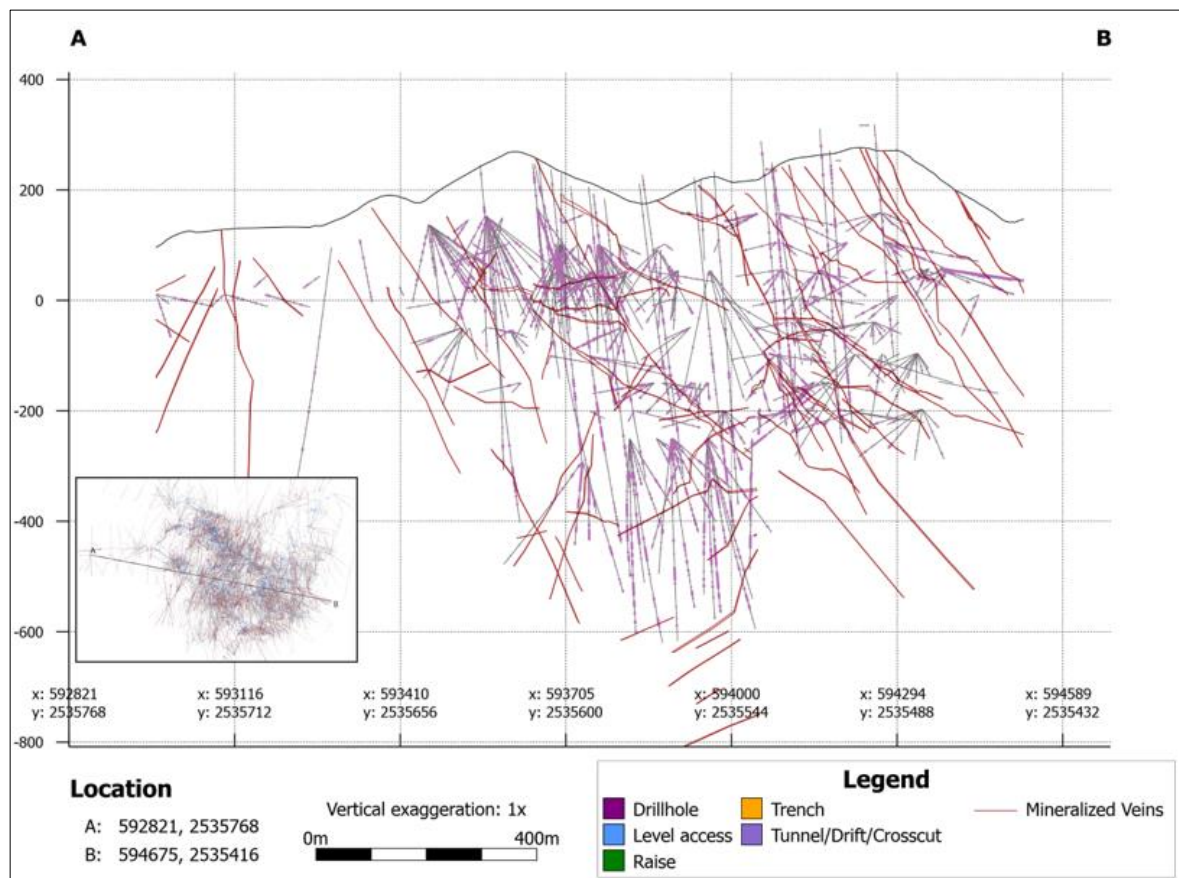 A B
400
200
0
-200
-400
A B
-600
x: 592821 x: 593116 x: 593410 x: 593705 x: 594000 x: 594294 x: 594589
y: 2535768 y: 2535712 y: 2535656 y: 2535600 y: 2535544 y: 2535488 y: 2535432
-800
Location
A: 592821, 2535768
B: 594675, 2535416
Vertical exaggeration: 1x
0m 400m
Legend
Drillhole Trench Mineralized Veins
Level access Tunnel/Drift/Crosscut
Raise